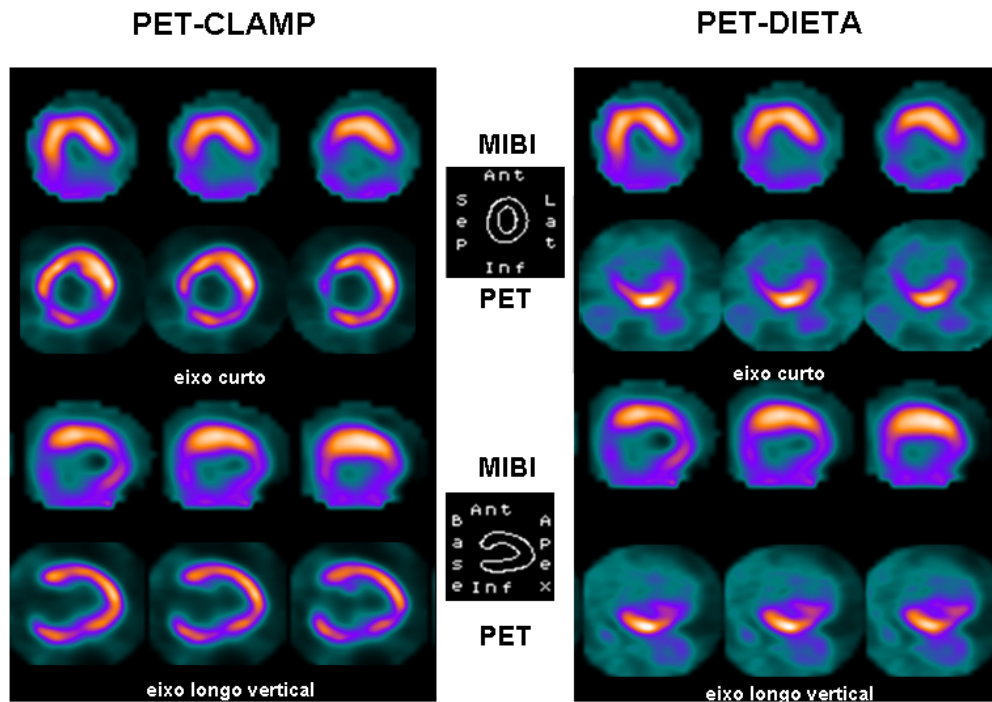 PET-CLAMP
PET-DIETA
MIBI
Ant
Sep
Lat
Inf
PET
eixo curto
eixo curto
MIBI
Ant
Base
Apex
Inf
PET
eixo longo vertical
eixo longo vertical